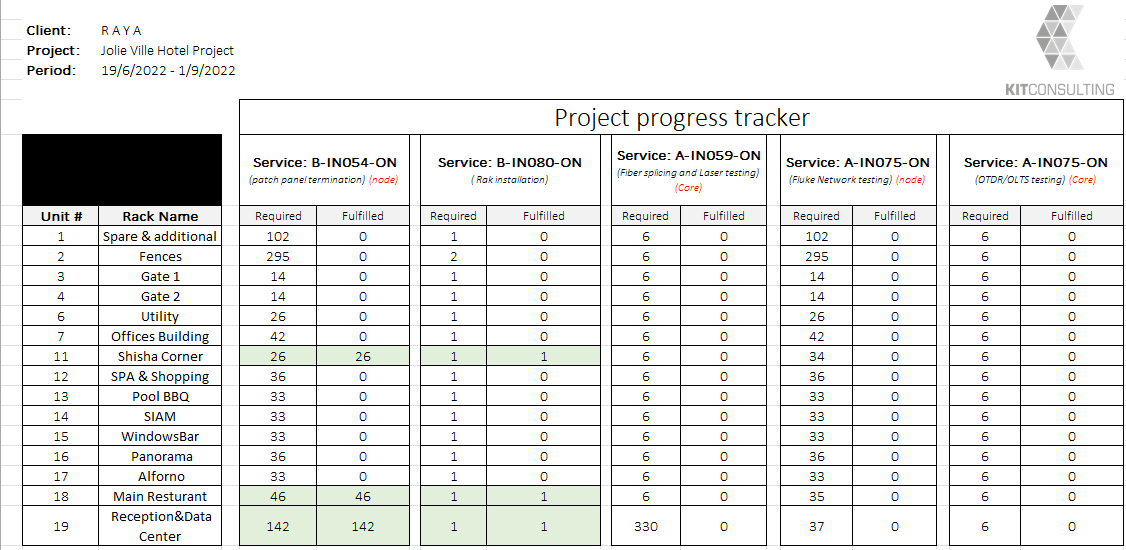 Client: R A Y A
Project: Jolie Ville Hotel Project
Period: 19/6/2022 - 1/9/2022
KITCONSULTING
Project progress tracker
Service: B-IN054-ON Service: B-IN080-ON Service: A-IN059-ON Service: A-IN075-ON Service: A-IN075-ON
(patch panel termination) (node) ( Rak installation) (Fiber splicing and Laser testing) (Core) (Fluke Network testing) (node) (OTDR/OLTS testing) (Core)
Unit # Rack Name Required Fulfilled Required Fulfilled Required Fulfilled Required Fulfilled Required Fulfilled
1 Spare & additional 102 0 1 0 6 0 102 0 6 0
2 Fences 295 0 2 0 6 0 295 0 6 0
3 Gate 1 14 0 1 0 6 0 14 0 6 0
4 Gate 2 14 0 1 0 6 0 14 0 6 0
6 Utility 26 0 1 0 6 0 26 0 6 0
7 Offices Building 42 0 1 0 6 0 42 0 6 0
11 Shisha Corner 26 26 1 1 6 0 34 0 6 0
12 SPA & Shopping 36 0 1 0 6 0 36 0 6 0
13 Pool BBQ 33 0 1 0 6 0 33 0 6 0
14 SIAM 33 0 1 0 6 0 33 0 6 0
15 WindowsBar 33 0 1 0 6 0 33 0 6 0
16 Panorama 36 0 1 0 6 0 36 0 6 0
17 Alforno 33 0 1 0 6 0 33 0 6 0
18 Main Resturant 46 46 1 1 6 0 35 0 6 0
19 Reception&Data Center 142 142 1 1 330 0 37 0 6 0